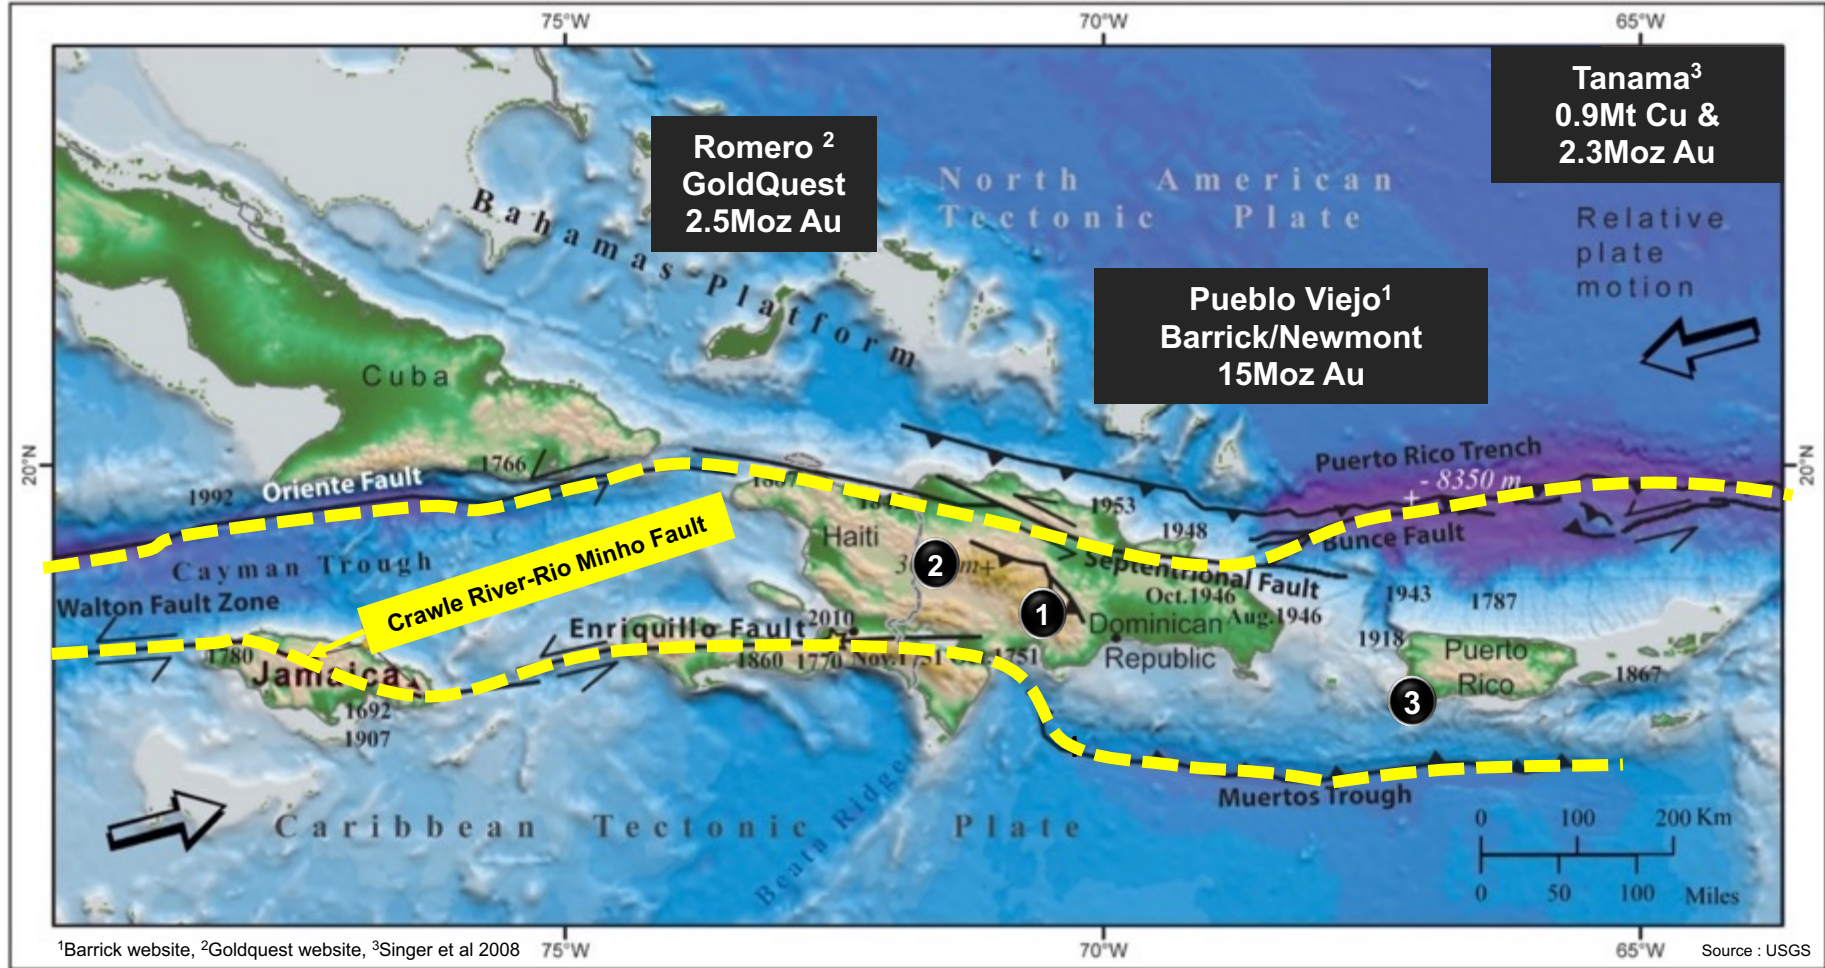 75°W
70°W
65°W
Tanama³
0.9Mt Cu &
2.3Moz Au
Romero ²
GoldQuest
2.5Moz Au
North American
Tectonic Plate
Bahamas Platform
Relative
plate
motion
Pueblo Viejo¹
Barrick/Newmont
15Moz Au
Cuba
20°N
20°N
1766
1992
Oriente Fault
Puerto Rico Trench
- 8350 m
+
1953
1948
Bunce Fault
Haiti
2
m+
Septentrional Fault
Crawle River-Rio Minho Fault
Cayman Trough
Walton Fault Zone
Oct.1946
Aug.1946
1943
1787
1
Dominican
Republic
2010
Enriquillo Fault
1918
Puerto
Rico
1780
Jamaica
1860
1770
Nov.1751
Oct.1751
1867
3
1692
1907
Muertos Trough
Caribbean Tectonic Plate
Beata Ridge
0 100 200 Km
0 50 100 Miles
¹Barrick website, ²Goldquest website, ³Singer et al 2008
75°W
70°W
65°W
Source : USGS